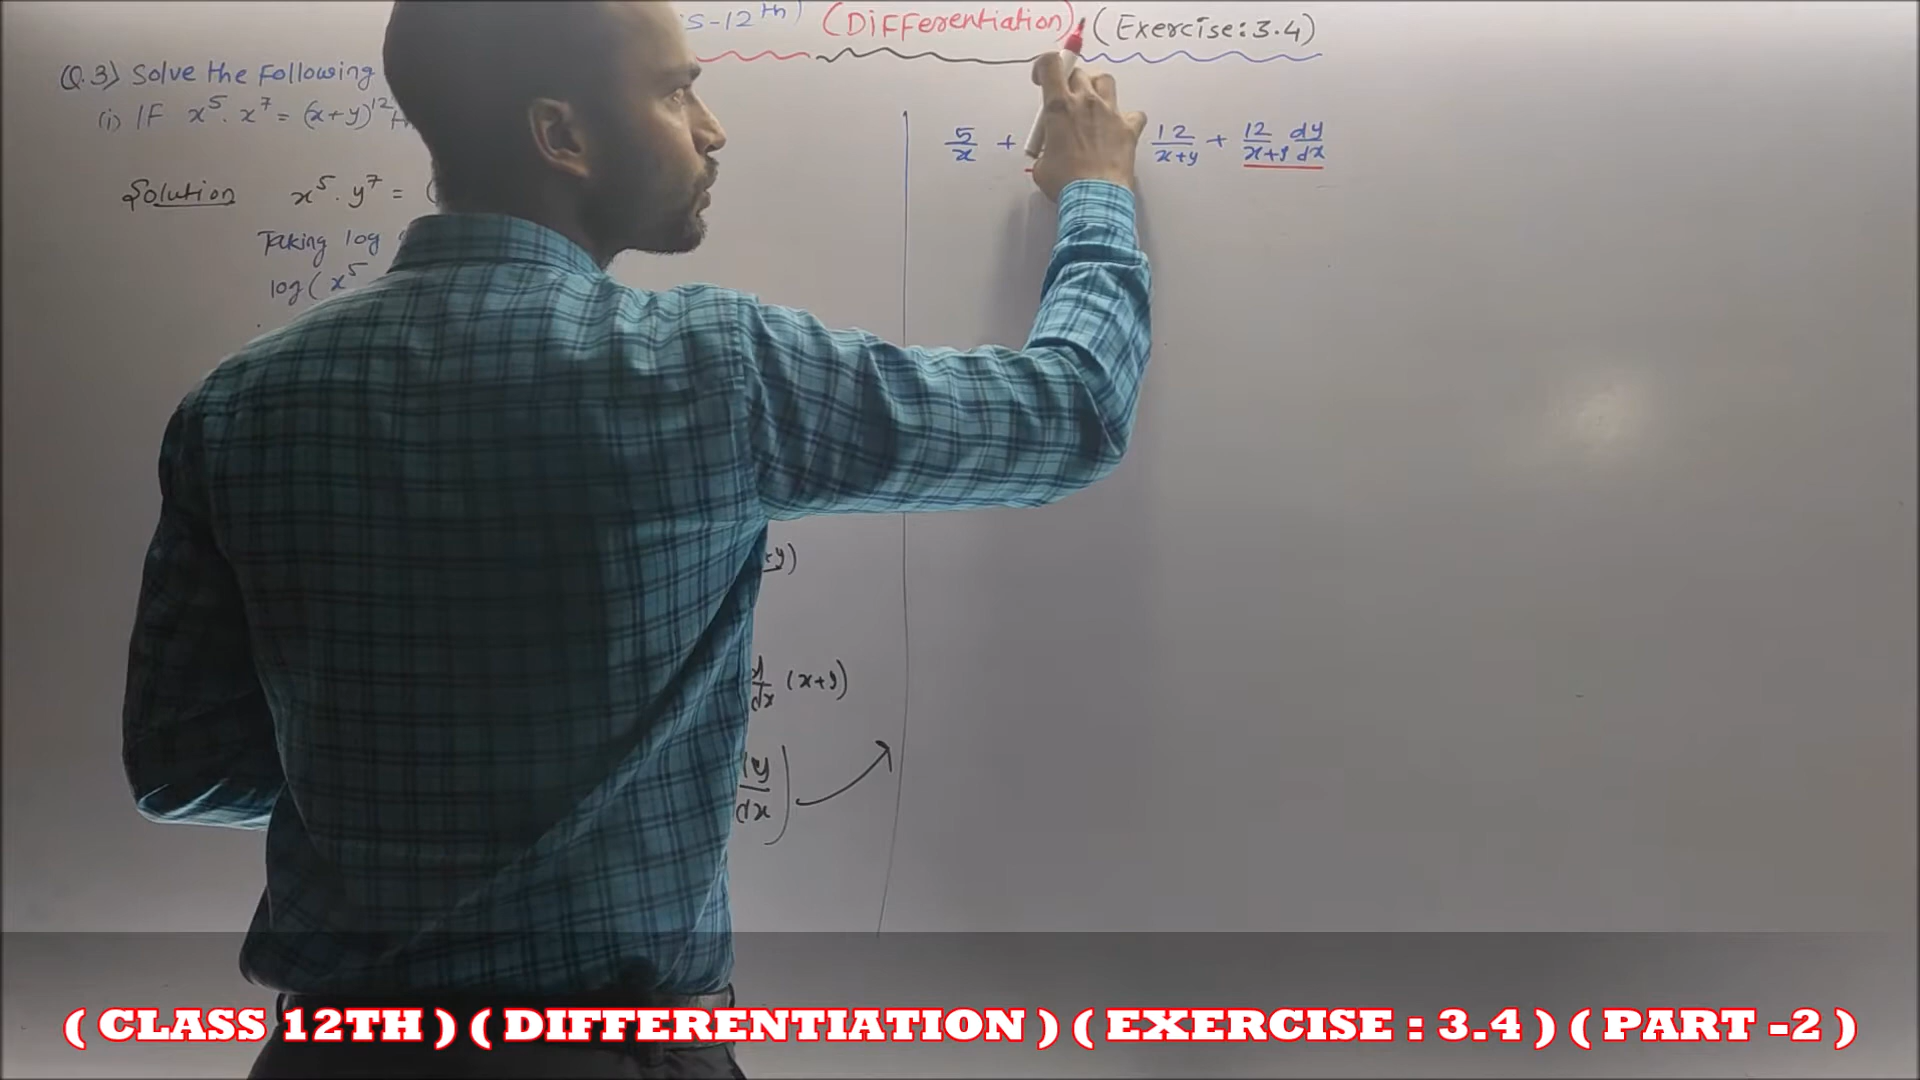 S-12th) (Differentiation) (Exercise: 3.4)
Q.3) Solve the Following
(i) IF x⁵. x⁷ = (x+y)¹²
Solution x⁵. y⁷ = (
Taking log
log( x⁵
+y)
d/dx (x+y)
dy/dx)
5/x + 12/x+y + 12/x+y dy/dx
( CLASS 12TH ) ( DIFFERENTIATION ) ( EXERCISE : 3.4 ) ( PART -2 )